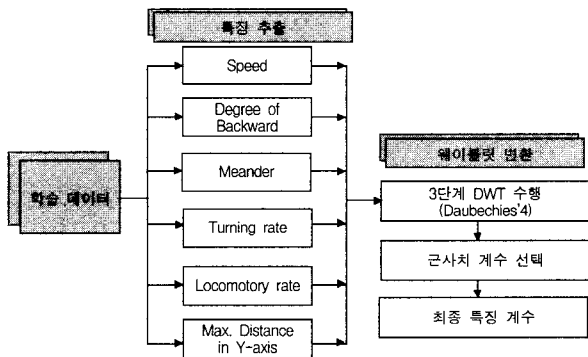 특징 추출
Speed
Degree of
Backward
Meander
Turning rate
Locomotory rate
Max. Distance
in Y-axis
학습 데이터
웨이블릿 변환
3단계 DWT 수행
(Daubechies'4)
근사치 계수 선택
최종 특징 계수